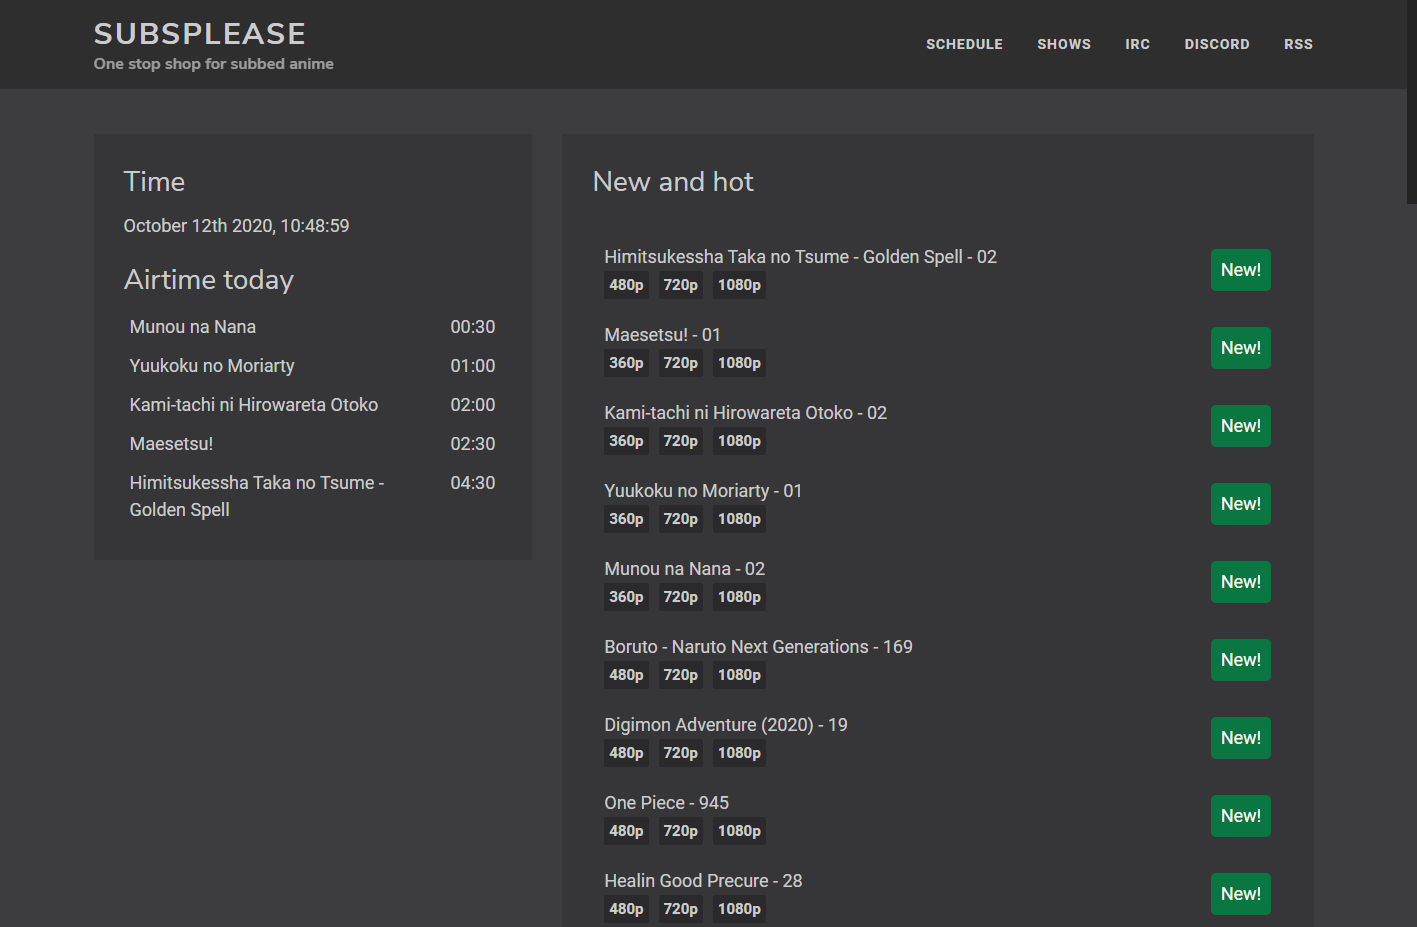 SUBSPLEASE
One stop shop for subbed anime
SCHEDULE SHOWS IRC DISCORD RSS
Time
October 12th 2020, 10:48:59
Airtime today
Munou na Nana 00:30
Yuukoku no Moriarty 01:00
Kami-tachi ni Hirowareta Otoko 02:00
Maesetsu! 02:30
Himitsukessha Taka no Tsume - 04:30
Golden Spell
New and hot
Himitsukessha Taka no Tsume - Golden Spell - 02 New!
480p 720p 1080p
Maesetsu! - 01 New!
360p 720p 1080p
Kami-tachi ni Hirowareta Otoko - 02 New!
360p 720p 1080p
Yuukoku no Moriarty - 01 New!
360p 720p 1080p
Munou na Nana - 02 New!
360p 720p 1080p
Boruto - Naruto Next Generations - 169 New!
480p 720p 1080p
Digimon Adventure (2020) - 19 New!
480p 720p 1080p
One Piece - 945 New!
480p 720p 1080p
Healin Good Precure - 28 New!
480p 720p 1080p